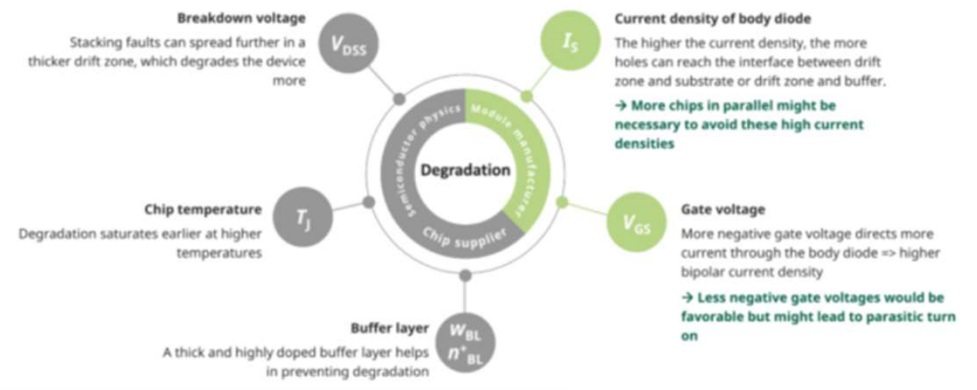 Breakdown voltage
Stacking faults can spread further in a
thicker drift zone, which degrades the device
more
V_DSS
I_S
Current density of body diode
The higher the current density, the more
holes can reach the interface between drift
zone and substrate or drift zone and buffer.
→ More chips in parallel might be
necessary to avoid these high current
densities
Semiconductor physics
Module manufacturer
Chip supplier
Degradation
Chip temperature
Degradation saturates earlier at higher
temperatures
T_J
V_GS
Gate voltage
More negative gate voltage directs more
current through the body diode => higher
bipolar current density
→ Less negative gate voltages would be
favorable but might lead to parasitic turn
on
Buffer layer
A thick and highly doped buffer layer helps
in preventing degradation
w_BL
n⁺_BL